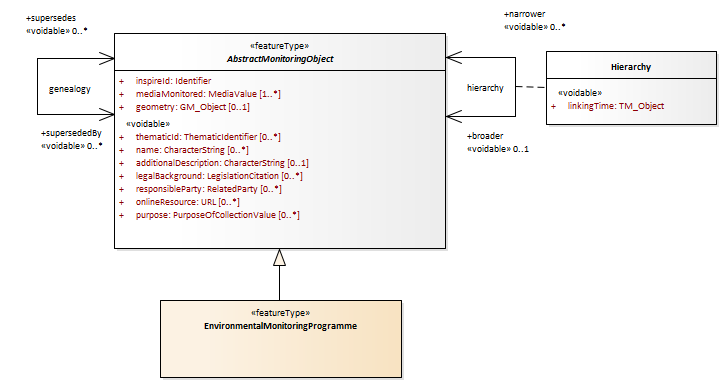 +supersedes
«voidable» 0..*
genealogy
+supersededBy
«voidable» 0..*
«featureType»
AbstractMonitoringObject
+ inspireId: Identifier
+ mediaMonitored: MediaValue [1..*]
+ geometry: GM_Object [0..1]
«voidable»
+ thematicId: ThematicIdentifier [0..*]
+ name: CharacterString [0..*]
+ additionalDescription: CharacterString [0..1]
+ legalBackground: LegislationCitation [0..*]
+ responsibleParty: RelatedParty [0..*]
+ onlineResource: URL [0..*]
+ purpose: PurposeOfCollectionValue [0..*]
+narrower
«voidable» 0..*
hierarchy
+broader
«voidable» 0..1
Hierarchy
«voidable»
+ linkingTime: TM_Object
«featureType»
EnvironmentalMonitoringProgramme